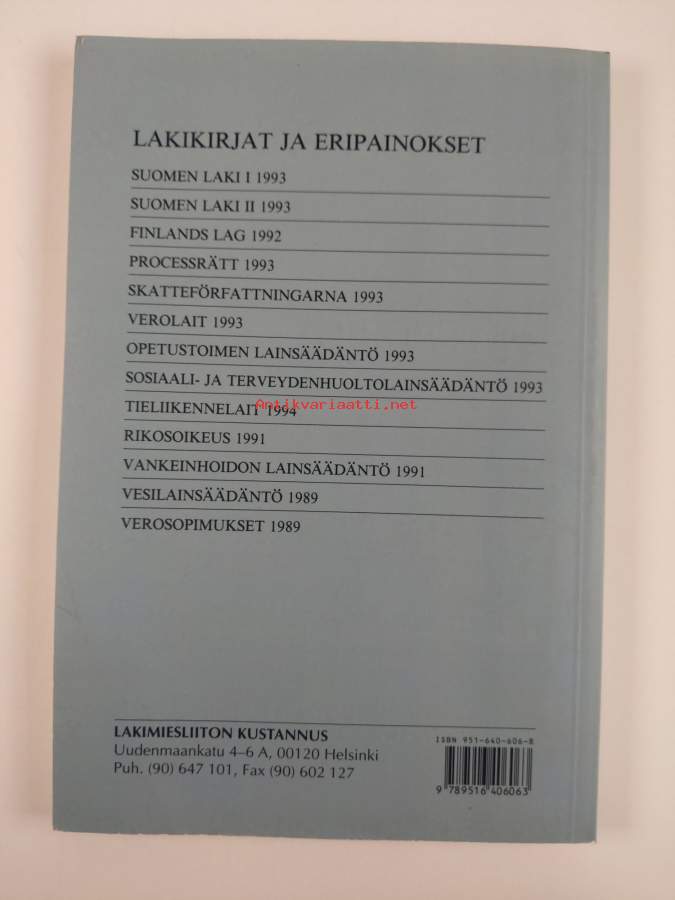 LAKIKIRJAT JA ERIPAINOKSET
SUOMEN LAKI I 1993
SUOMEN LAKI II 1993
FINLANDS LAG 1992
PROCESSRÄTT 1993
SKATTEFÖRFATTNINGARNA 1993
VEROLAIT 1993
OPETUSTOIMEN LAINSÄÄDÄNTÖ 1993
SOSIAALI- JA TERVEYDENHUOLTOLAINSÄÄDÄNTÖ 1993
Antikvariaatti.net
TIELIIKENNELAIT 1994
RIKOSOIKEUS 1991
VANKEINHOIDON LAINSÄÄDÄNTÖ 1991
VESILAINSÄÄDÄNTÖ 1989
VEROSOPIMUKSET 1989
LAKIMIESLIITON KUSTANNUS
Uudenmaankatu 4–6 A, 00120 Helsinki
Puh. (90) 647 101, Fax (90) 602 127
ISBN 951-640-606-8
9 789516 406063